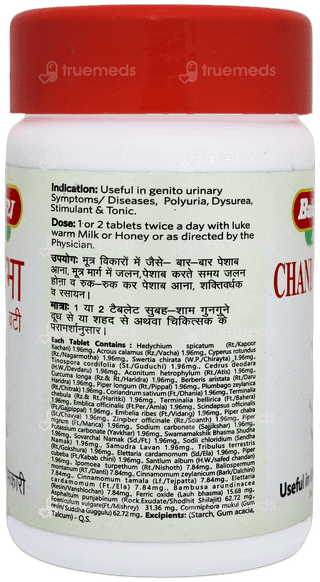 truemeds
truemeds
Indication: Useful in genito urinary
Symptoms/ Diseases, Polyuria, Dysurea,
Stimulant & Tonic.
Dose: 1 or 2 tablets twice a day with luke
warm Milk or Honey or as directed by the
Physician.
उपयोग: मूत्र विकारों में जैसे– बार–बार पेशाब
आना, मूत्र मार्ग में जलन,पेशाब करते समय जलन
होना व रुक–रुक कर पेशाब आना, शक्तिवर्धक
व रसायन।
मात्रा: 1 या 2 टैबलेट सुबह–शाम गुनगुने
दूध से या शहद से अथवा चिकित्सक के
परामर्शानुसार।
Each Tablet Contains : Hedychium spicatum (Rt./Kapoor
Kachari) 1.96mg, Acrous calamus (Rz./Vacha) 1.96mg, Cyperus rotundus
(Rz./Nagarmotha) 1.96mg, Swertia chirata (W.P./Chirayta) 1.96mg,
Tinospora cordifolia (St./Guduchi) 1.96mg, Cedrus deodara
(H.W./Devdaru) 1.96mg, Aconitum hetrophylum (Rt./Atis) 1.96mg,
Curcuma longa (Rz.& Rt./Haridra) 1.96mg, Berberis aristata (Rt./Daru
Haridra) 1.96mg, Piper longum (Rt./Pippal) 1.96mg, Plumbago zeylanica
(Rt./Chitrak) 1.96mg, Coriandrum sativum (Ft./Dhania) 1.96mg, Terminalia
chebula (Rz.& Rt./Haritki) 1.96mg, Terminalia bellirica (Ft./Bahera)
1.96mg, Emblica officinalis (Ft.Per./Amla) 1.96mg, Scindapsus officinalis
(Ft./Gajpippal) 1.96mg, Embelia ribes (Ft./Vidang) 1.96mg, Piper chaba
(St./Chavya) 1.96mg, Zingiber officinale (Rz./Soanth) 1.96mg, Piper
nigrum (Ft./Marica) 1.96mg, Sodium carbonate (Sajjikshar) 1.96mg,
Potassium carbonate (Yavkhar) 1.96mg, Swarnamakshik Bhasma Shudh
1.96mg, Sovarchal Namak (Sd./Ft.) 1.96mg, Sodii chloridum (Sendha
Namak) 1.96mg, Samudra Lavan 1.96mg, Tribulus terrestris
(Rt./Gokshura) 1.96mg, Elettaria cardamomum (Sd/Ela) 1.96mg, Piper
cubeba (Ft./Kabab chini) 1.96mg, Santlum album (H.W./safed chandan)
1.96mg, Ipomoea turpethum (Rt./Nishoth) 7.84mg, Baliospermum
montanum (RT./Danti) 7.84mg, Cinnamomum zeylanicum (Bark/Dalcini)
7.84mg, Cinnamomum tamala (Lf/Tejpatta) 7.84mg, Elettaria
cardamomum (Ft./Ela) 7.84mg, Bambusa arundinacea
(Resin/Vanshlochan) 7.84mg, Ferric oxide (Lauh bhasma) 15.68 mg,
Asphaltum punjabinum (Rock.Exudate/Shodhit Shilajit) 62.72 mg,
Foeniculum vulgare(Ft./Mishrey) 31.36 mg, Commiphora mukul (Gum
resin/ Suddha Guggulu) 62.72 mg. Excipients: (Starch, Gum acacia,
Talcum) - Q.S.
CHAN
Useful i